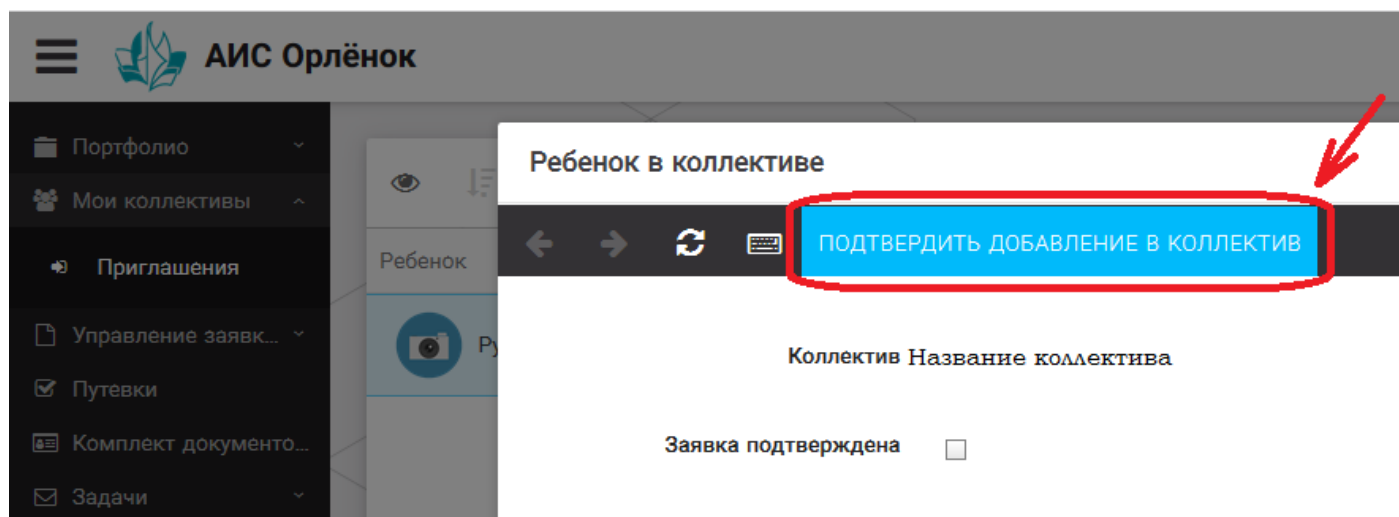 АИС Орлёнок
Портфолио
Мои коллективы
Приглашения
Управление заявк...
Путевки
Комплект документо...
Задачи
Ребенок
Ру
Ребенок в коллективе
ПОДТВЕРДИТЬ ДОБАВЛЕНИЕ В КОЛЛЕКТИВ
Коллектив Название коллектива
Заявка подтверждена